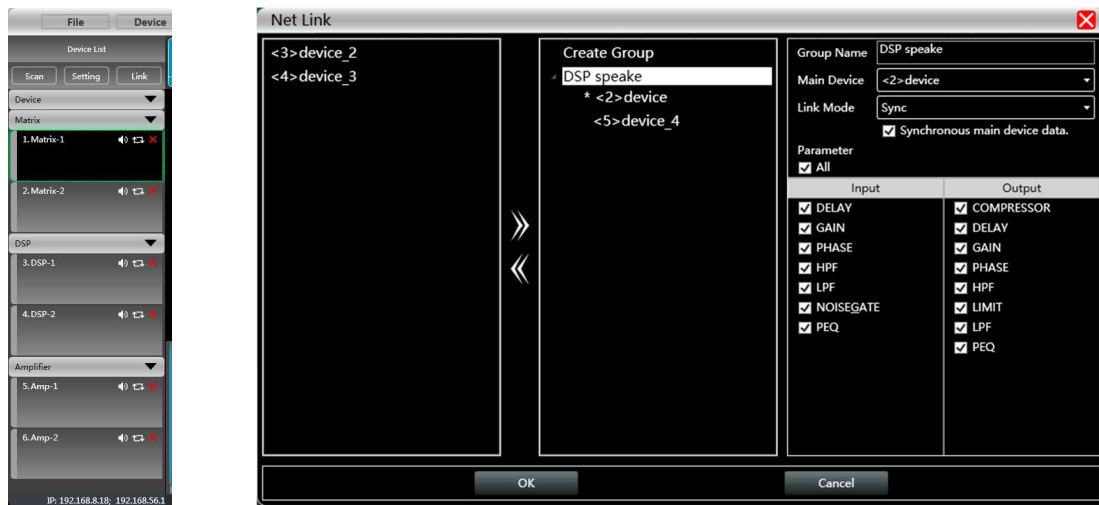 File Device
Device List
Scan Setting Link
Device
Matrix
1.Matrix-1
2.Matrix-2
DSP
3.DSP-1
4.DSP-2
Amplifier
5.Amp-1
6.Amp-2
IP: 192.168.8.18; 192.168.56.1
Net Link
<3>device_2
<4>device_3
Create Group
DSP speake
* <2>device
<5>device_4
Group Name DSP speake
Main Device <2>device
Link Mode Sync
Synchronous main device data.
Parameter
All
Input Output
DELAY COMPRESSOR
GAIN DELAY
PHASE GAIN
HPF PHASE
LPF HPF
NOISEGATE LIMIT
PEQ LPF
PEQ
OK Cancel